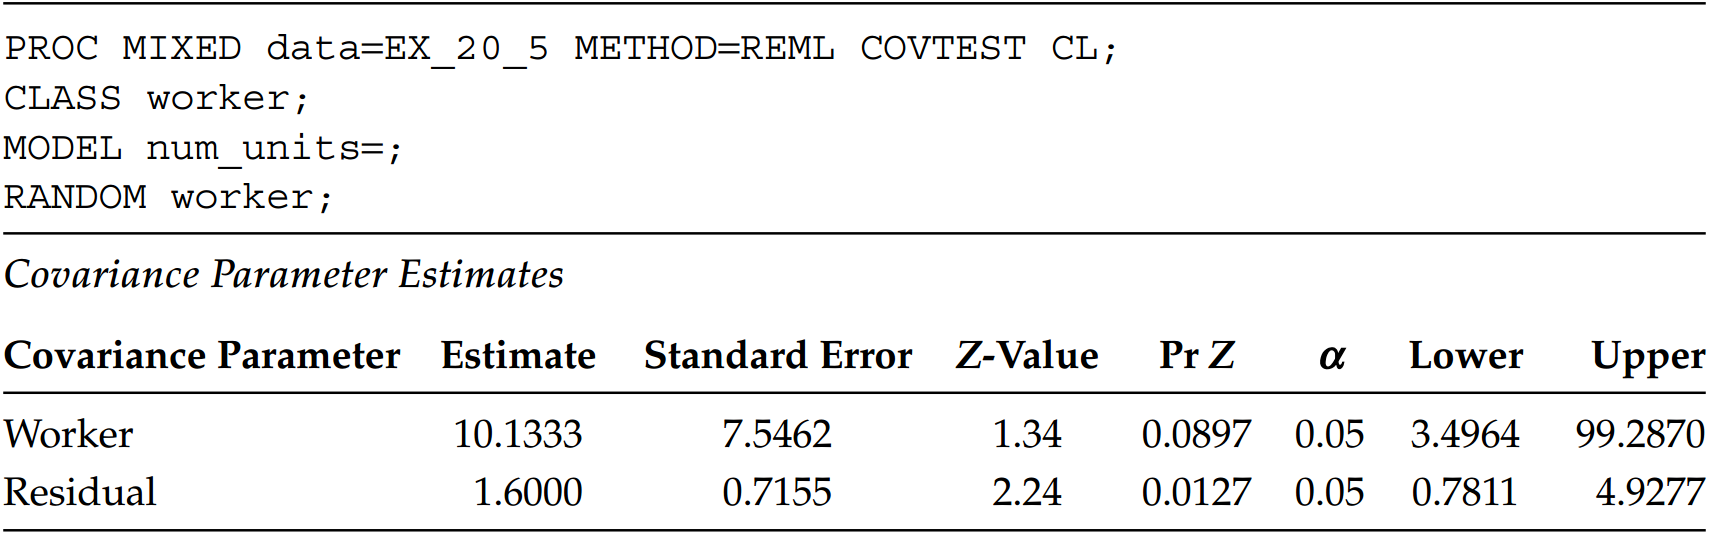 PROC MIXED data=EX_20_5 METHOD=REML COVTEST CL;
CLASS worker;
MODEL num_units=;
RANDOM worker;
Covariance Parameter Estimates
Covariance Parameter Estimate Standard Error Z-Value Pr Z α Lower Upper
Worker 10.1333 7.5462 1.34 0.0897 0.05 3.4964 99.2870
Residual 1.6000 0.7155 2.24 0.0127 0.05 0.7811 4.9277